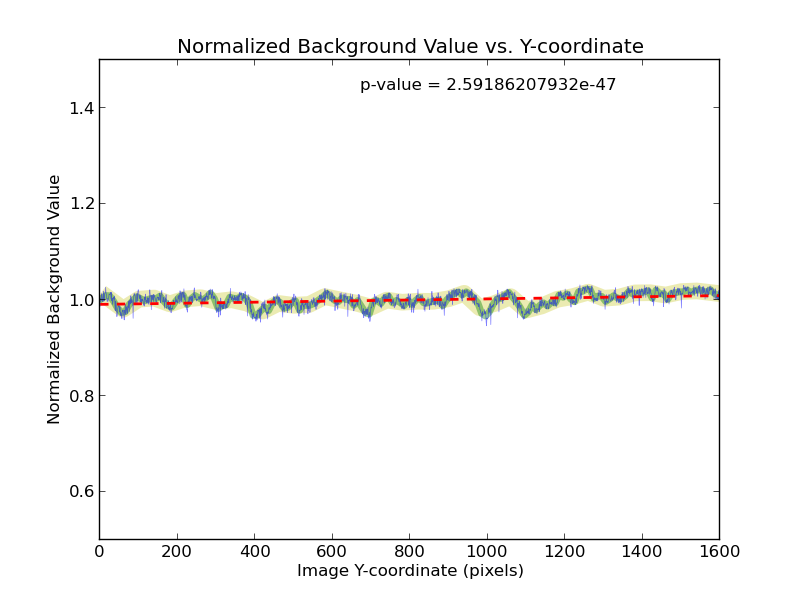 Normalized Background Value vs. Y-coordinate
p-value = 2.59186207932e-47
1.4
1.2
1.0
0.8
0.6
Normalized Background Value
0 200 400 600 800 1000 1200 1400 1600
Image Y-coordinate (pixels)